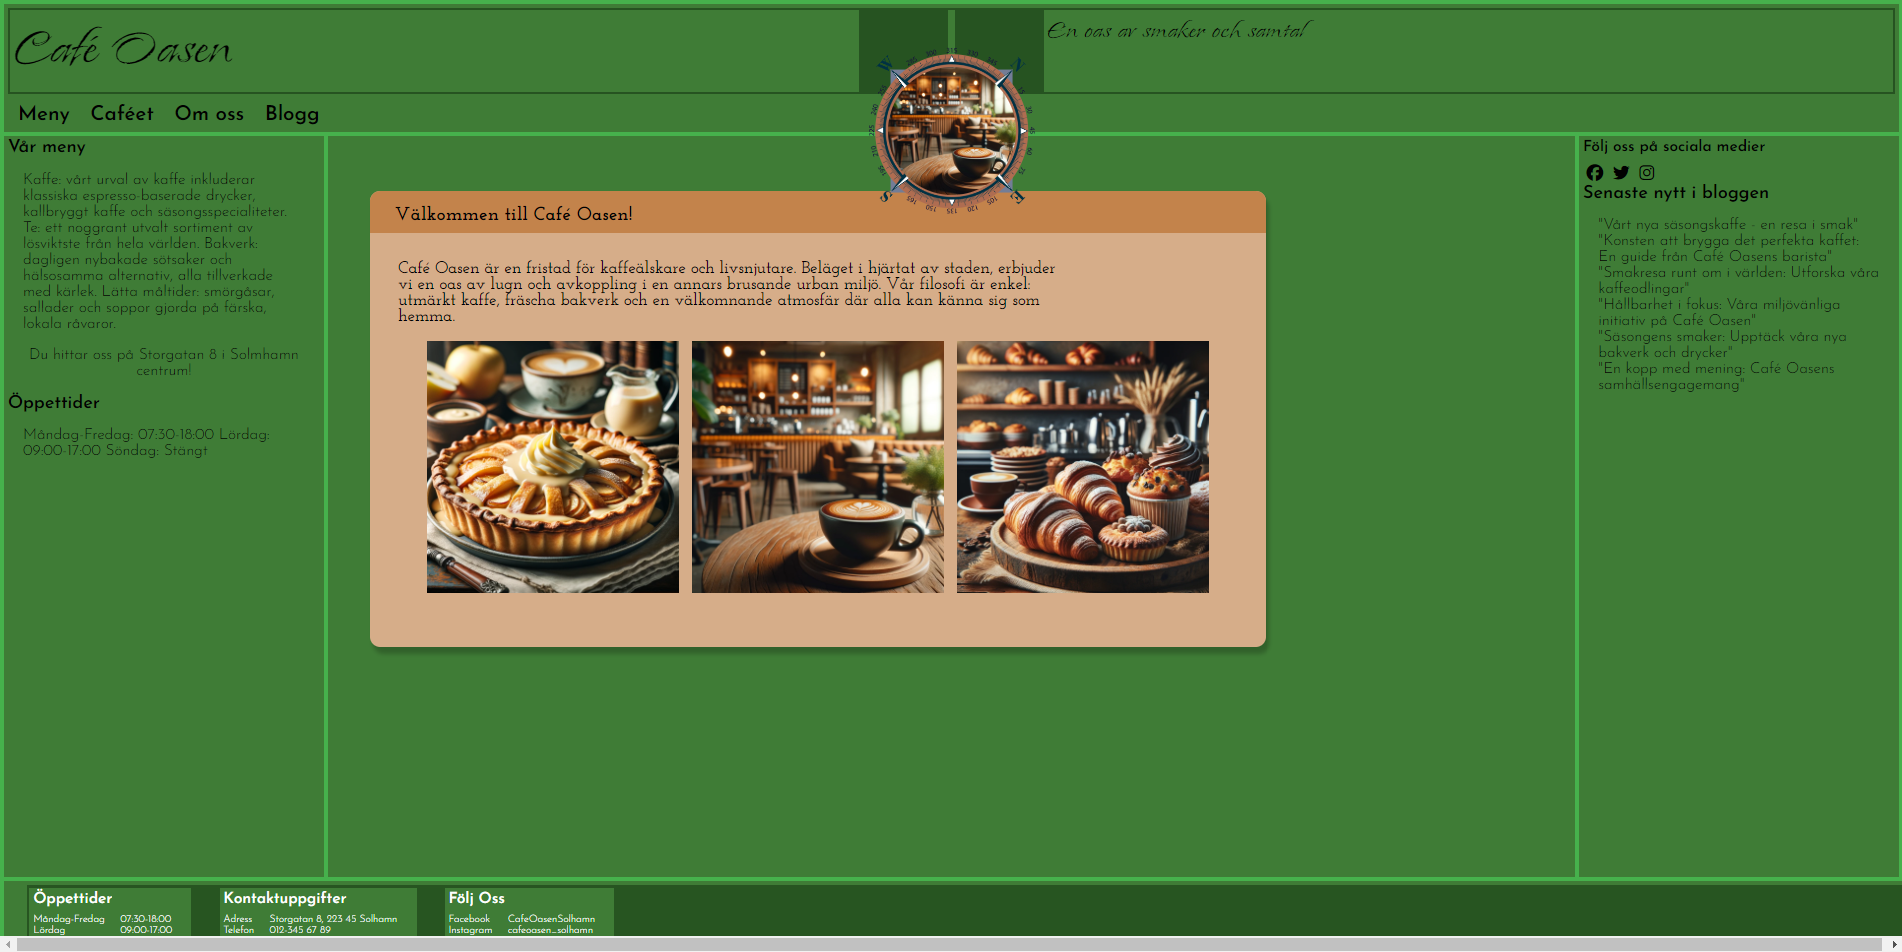 Café Oasen
En oas av smaker och samtal
Meny Caféet Om oss Blogg
Vår meny
Kaffe: vårt urval av kaffe inkluderar
klassiska espresso-baserade drycker,
kallbryggt kaffe och säsongsspecialiteter.
Te: ett noggrant utvalt sortiment av
lösviktste från hela världen. Bakverk:
dagligen nybakade sötsaker och
hälsosamma alternativ, alla tillverkade
med kärlek. Lätta måltider: smörgåsar,
sallader och soppor gjorda på färska,
lokala råvaror.
Du hittar oss på Storgatan 8 i Solmhamn
centrum!
Öppettider
Måndag-Fredag: 07:30-18:00 Lördag:
09:00-17:00 Söndag: Stängt
W N S E
Välkommen till Café Oasen!
Café Oasen är en fristad för kaffeälskare och livsnjutare. Beläget i hjärtat av staden, erbjuder
vi en oas av lugn och avkoppling i en annars brusande urban miljö. Vår filosofi är enkel:
utmärkt kaffe, fräscha bakverk och en välkomnande atmosfär där alla kan känna sig som
hemma.
Följ oss på sociala medier
Senaste nytt i bloggen
"Vårt nya säsongskaffe - en resa i smak"
"Konsten att brygga det perfekta kaffet:
En guide från Café Oasens barista"
"Smakresa runt om i världen: Utforska våra
kaffeodlingar"
"Hållbarhet i fokus: Våra miljövänliga
initiativ på Café Oasen"
"Säsongens smaker: Upptäck våra nya
bakverk och drycker"
"En kopp med mening: Café Oasens
samhällsengagemang"
Öppettider
Måndag-Fredag 07:30-18:00
Lördag 09:00-17:00
Kontaktuppgifter
Adress Storgatan 8, 223 45 Solhamn
Telefon 012-345 67 89
Följ Oss
Facebook CafeOasenSolhamn
Instagram cafeoasen_solhamn